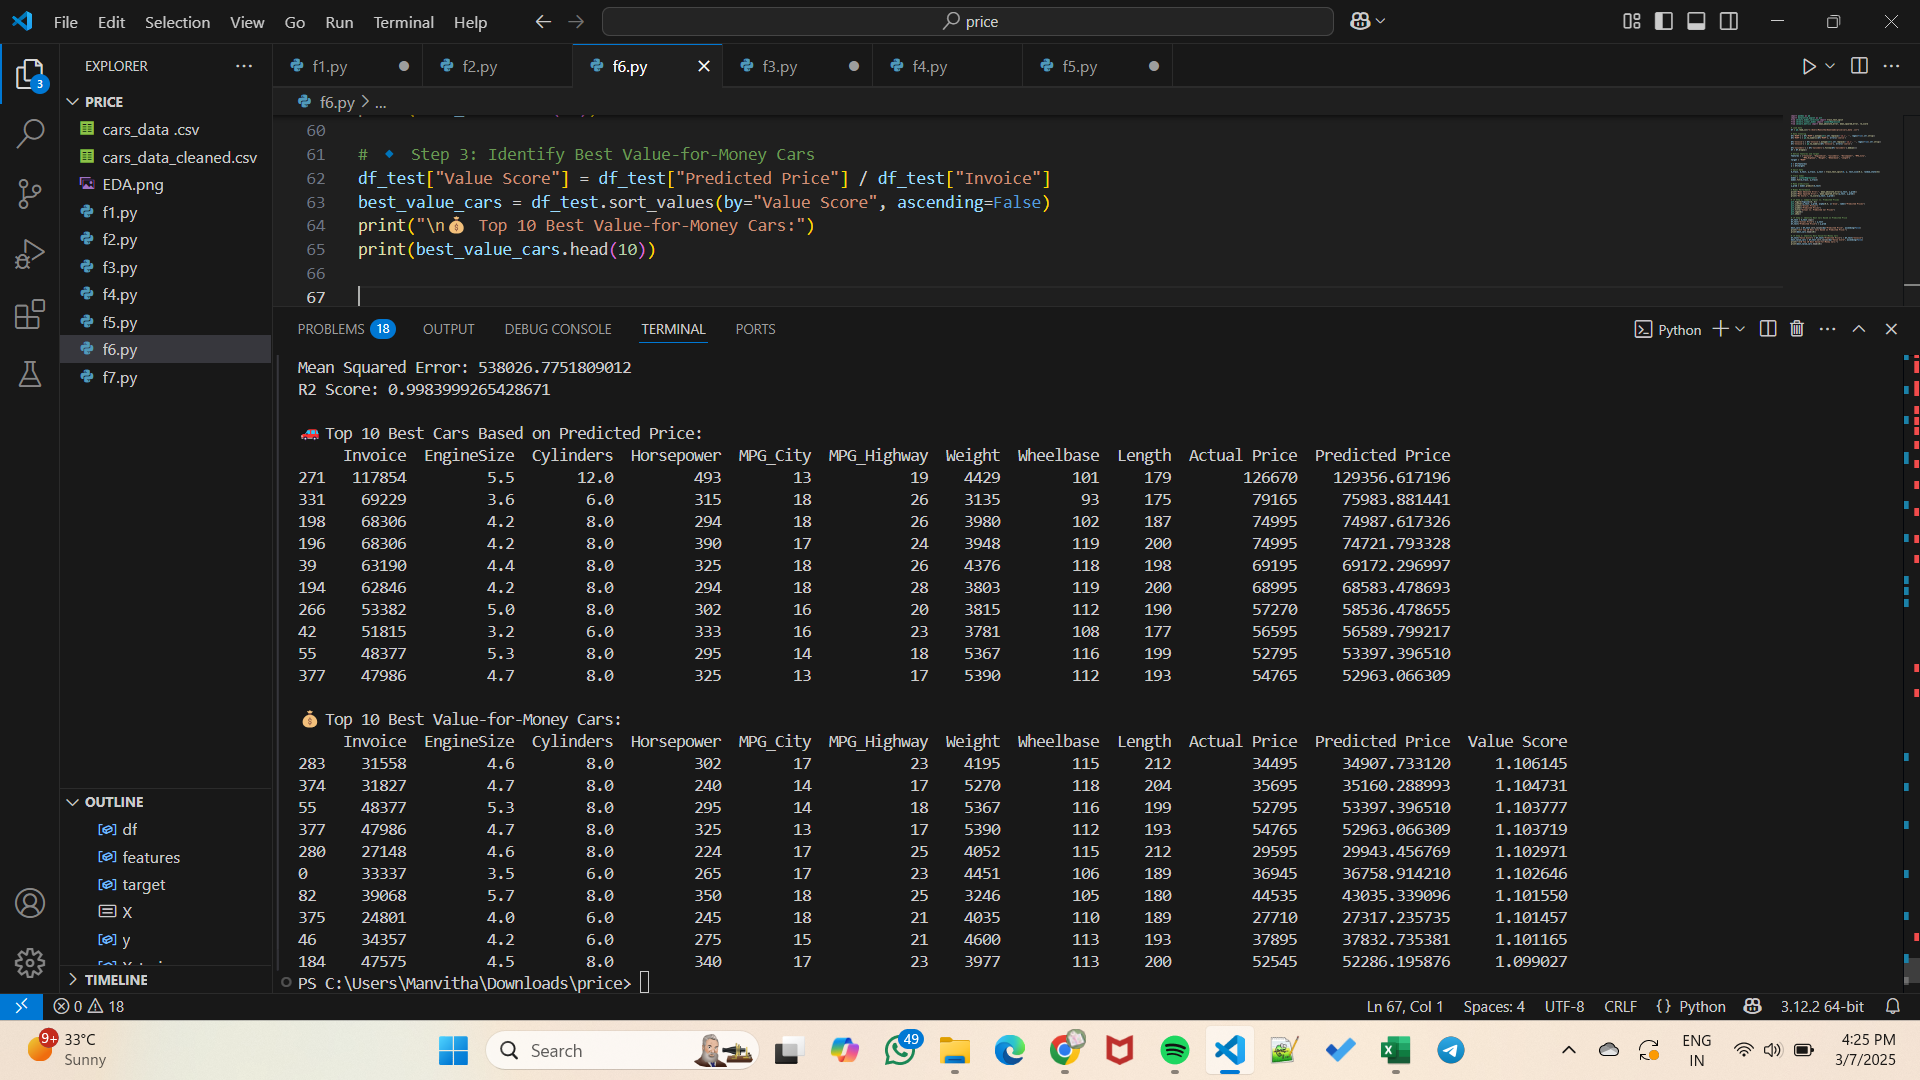 File Edit Selection View Go Run Terminal Help price
EXPLORER
f1.py f2.py f6.py f3.py f4.py f5.py
3
PRICE
f6.py > ...
cars_data .csv
cars_data_cleaned.csv
EDA.png
f1.py
f2.py
f3.py
f4.py
f5.py
f6.py
f7.py
60
61 # 🔹 Step 3: Identify Best Value-for-Money Cars
62 df_test["Value Score"] = df_test["Predicted Price"] / df_test["Invoice"]
63 best_value_cars = df_test.sort_values(by="Value Score", ascending=False)
64 print("\n💰 Top 10 Best Value-for-Money Cars:")
65 print(best_value_cars.head(10))
66
67
PROBLEMS 18 OUTPUT DEBUG CONSOLE TERMINAL PORTS Python
Mean Squared Error: 538026.7751809012
R2 Score: 0.9983999265428671
🚗 Top 10 Best Cars Based on Predicted Price:
Invoice EngineSize Cylinders Horsepower MPG_City MPG_Highway Weight Wheelbase Length Actual Price Predicted Price
271 117854 5.5 12.0 493 13 19 4429 101 179 126670 129356.617196
331 69229 3.6 6.0 315 18 26 3135 93 175 79165 75983.881441
198 68306 4.2 8.0 294 18 26 3980 102 187 74995 74987.617326
196 68306 4.2 8.0 390 17 24 3948 119 200 74995 74721.793328
39 63190 4.4 8.0 325 18 26 4376 118 198 69195 69172.296997
194 62846 4.2 8.0 294 18 28 3803 119 200 68995 68583.478693
266 53382 5.0 8.0 302 16 20 3815 112 190 57270 58536.478655
42 51815 3.2 6.0 333 16 23 3781 108 177 56595 56589.799217
55 48377 5.3 8.0 295 14 18 5367 116 199 52795 53397.396510
377 47986 4.7 8.0 325 13 17 5390 112 193 54765 52963.066309
💰 Top 10 Best Value-for-Money Cars:
Invoice EngineSize Cylinders Horsepower MPG_City MPG_Highway Weight Wheelbase Length Actual Price Predicted Price Value Score
283 31558 4.6 8.0 302 17 23 4195 115 212 34495 34907.733120 1.106145
374 31827 4.7 8.0 240 14 17 5270 118 204 35695 35160.288993 1.104731
55 48377 5.3 8.0 295 14 18 5367 116 199 52795 53397.396510 1.103777
377 47986 4.7 8.0 325 13 17 5390 112 193 54765 52963.066309 1.103719
280 27148 4.6 8.0 224 17 25 4052 115 212 29595 29943.456769 1.102971
0 33337 3.5 6.0 265 17 23 4451 106 189 36945 36758.914210 1.102646
82 39068 5.7 8.0 350 18 25 3246 105 180 44535 43035.339096 1.101550
375 24801 4.0 6.0 245 18 21 4035 110 189 27710 27317.235735 1.101457
46 34357 4.2 6.0 275 15 21 4600 113 193 37895 37832.735381 1.101165
184 47575 4.5 8.0 340 17 23 3977 113 200 52545 52286.195876 1.099027
PS C:\Users\Manvitha\Downloads\price>
OUTLINE
df
features
target
X
y
TIMELINE
0 18 Ln 67, Col 1 Spaces: 4 UTF-8 CRLF {} Python 3.12.2 64-bit
9+ 33°C
Sunny
Search
49
ENG
IN
4:25 PM
3/7/2025